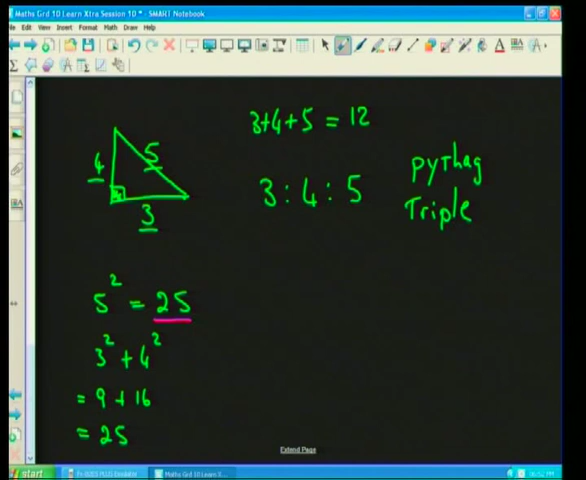 Maths Grd 10 Learn Xtra Session 10 * - SMART Notebook
File Edit View Insert Format Math Draw Help
3+4+5 = 12
4
5
3
3 : 4 : 5
pythag
Triple
5² = 25
3² + 4²
= 9 + 16
= 25
Extend Page
start
Maths Grd 10 Learn X...